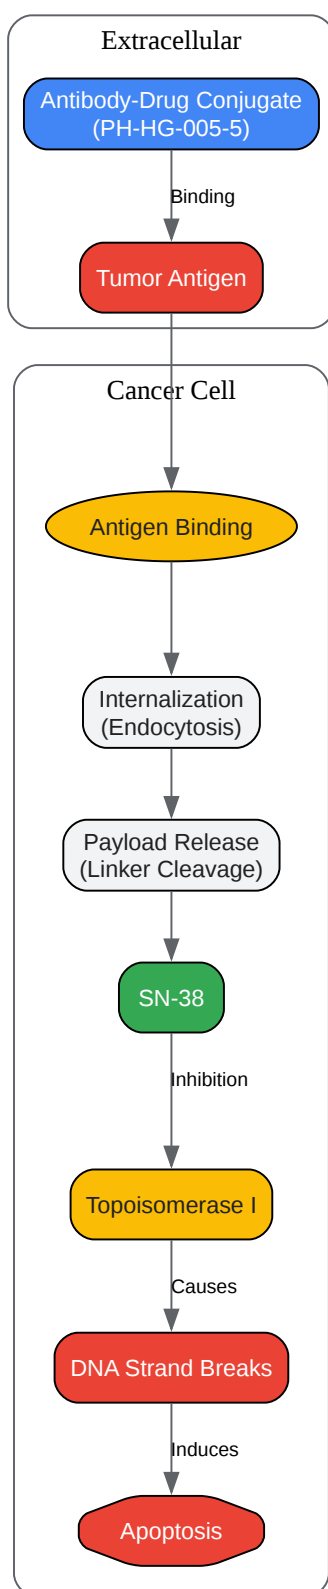 Extracellular
Antibody-Drug Conjugate
(PH-HG-005-5)
Binding
Tumor Antigen
Cancer Cell
Antigen Binding
Internalization
(Endocytosis)
Payload Release
(Linker Cleavage)
SN-38
Inhibition
Topoisomerase I
Causes
DNA Strand Breaks
Induces
Apoptosis